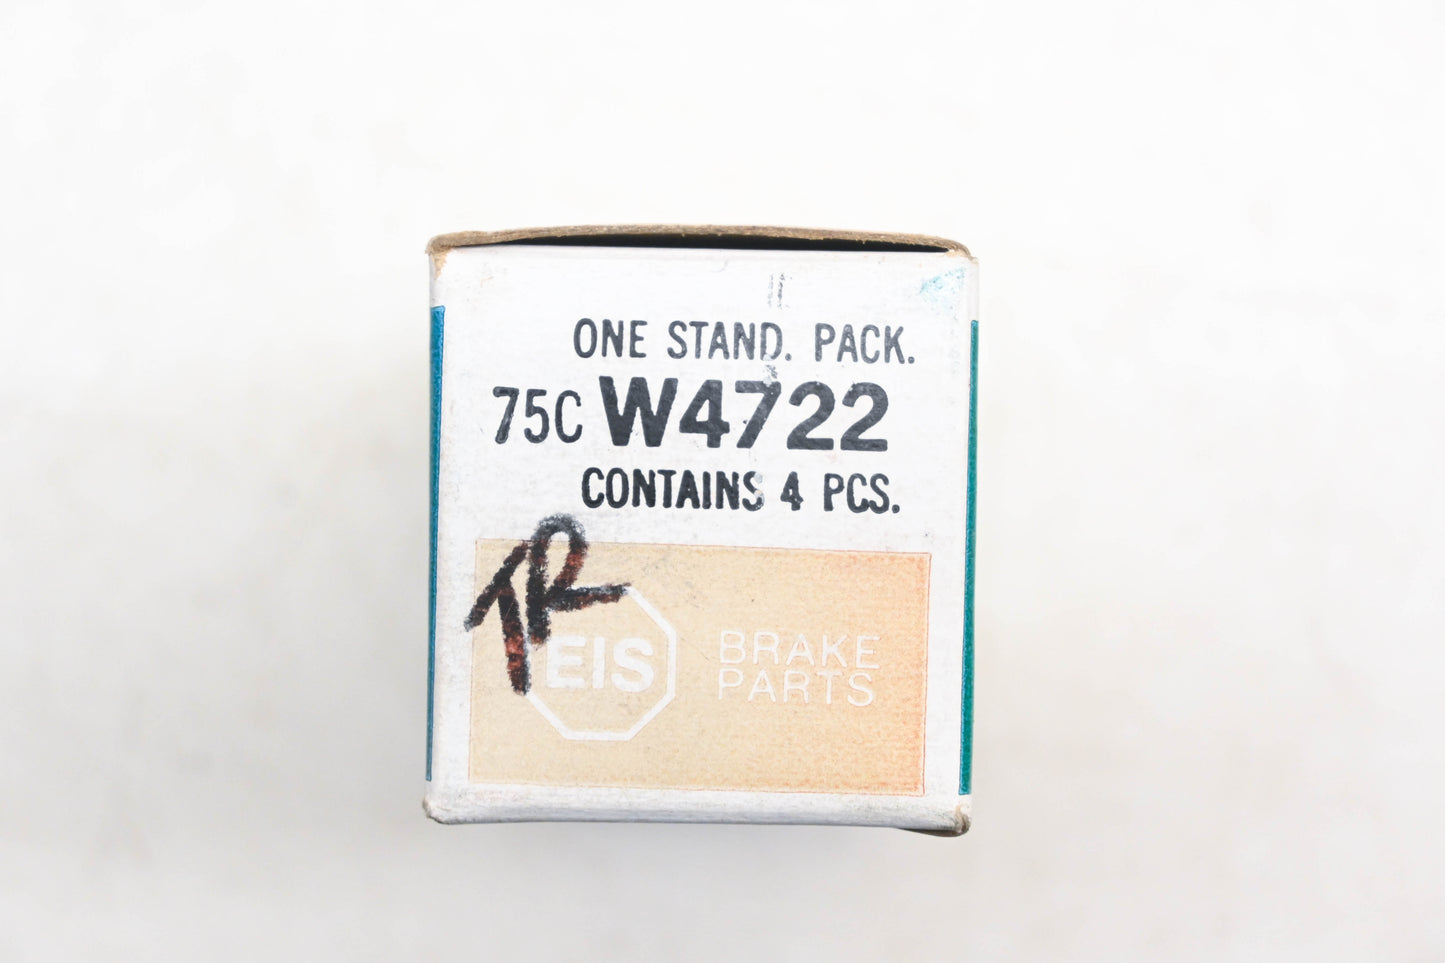 ONE STAND. PACK.
75C W4722
CONTAINS 4 PCS.
TR
EIS
BRAKE
PARTS